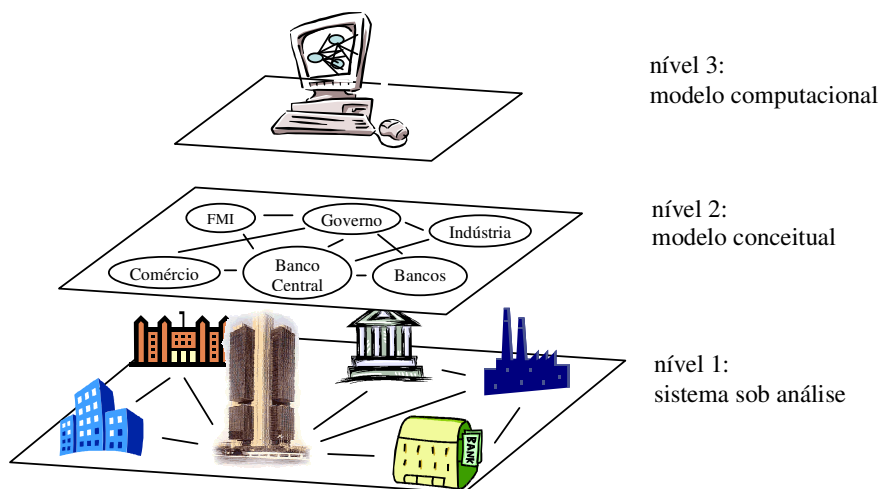 nível 3:
modelo computacional
nível 2:
modelo conceitual
FMI
Governo
Indústria
Comércio
Banco
Central
Bancos
nível 1:
sistema sob análise
BANK